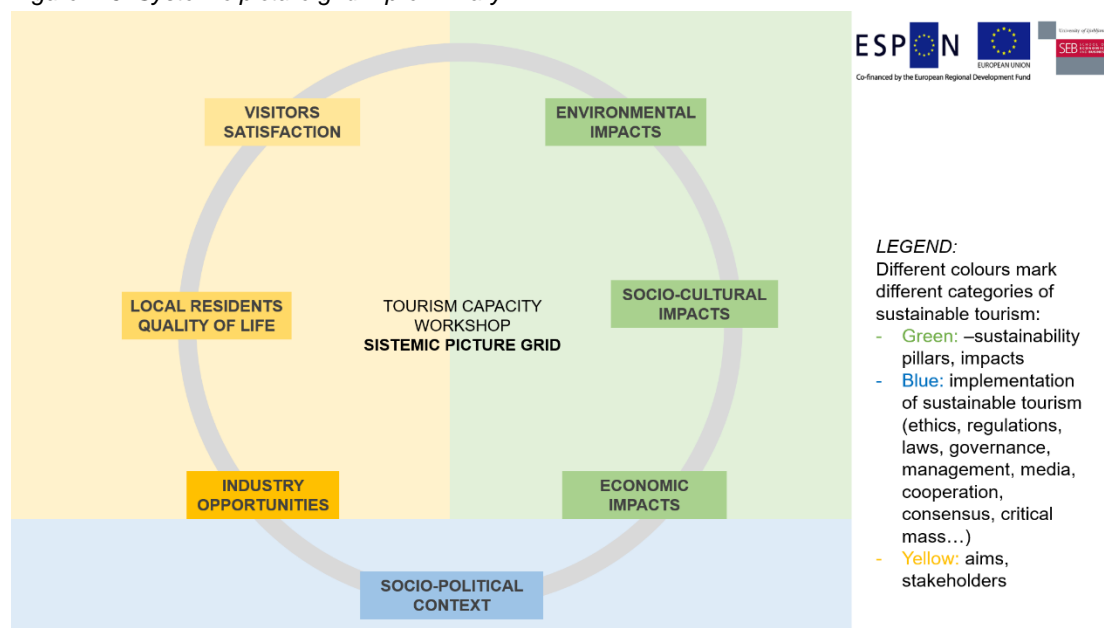 ESPON
EUROPEAN UNION
Co-financed by the European Regional Development Fund
SEB
VISITORS
SATISFACTION
ENVIRONMENTAL
IMPACTS
LOCAL RESIDENTS
QUALITY OF LIFE
TOURISM CAPACITY
WORKSHOP
SISTEMIC PICTURE GRID
SOCIO-CULTURAL
IMPACTS
INDUSTRY
OPPORTUNITIES
ECONOMIC
IMPACTS
SOCIO-POLITICAL
CONTEXT
LEGEND:
Different colours mark
different categories of
sustainable tourism:
- Green: –sustainability
pillars, impacts
- Blue: implementation
of sustainable tourism
(ethics, regulations,
laws, governance,
management, media,
cooperation,
consensus, critical
mass…)
- Yellow: aims,
stakeholders